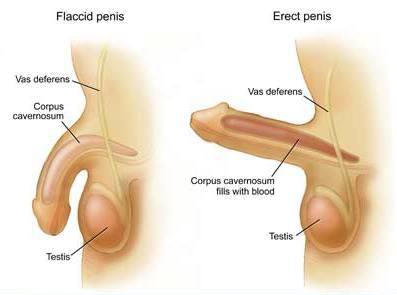 Flaccid penis
Vas deferens
Corpus
cavernosum
Testis
Erect penis
Vas deferens
Corpus cavernosum
fills with blood
Testis